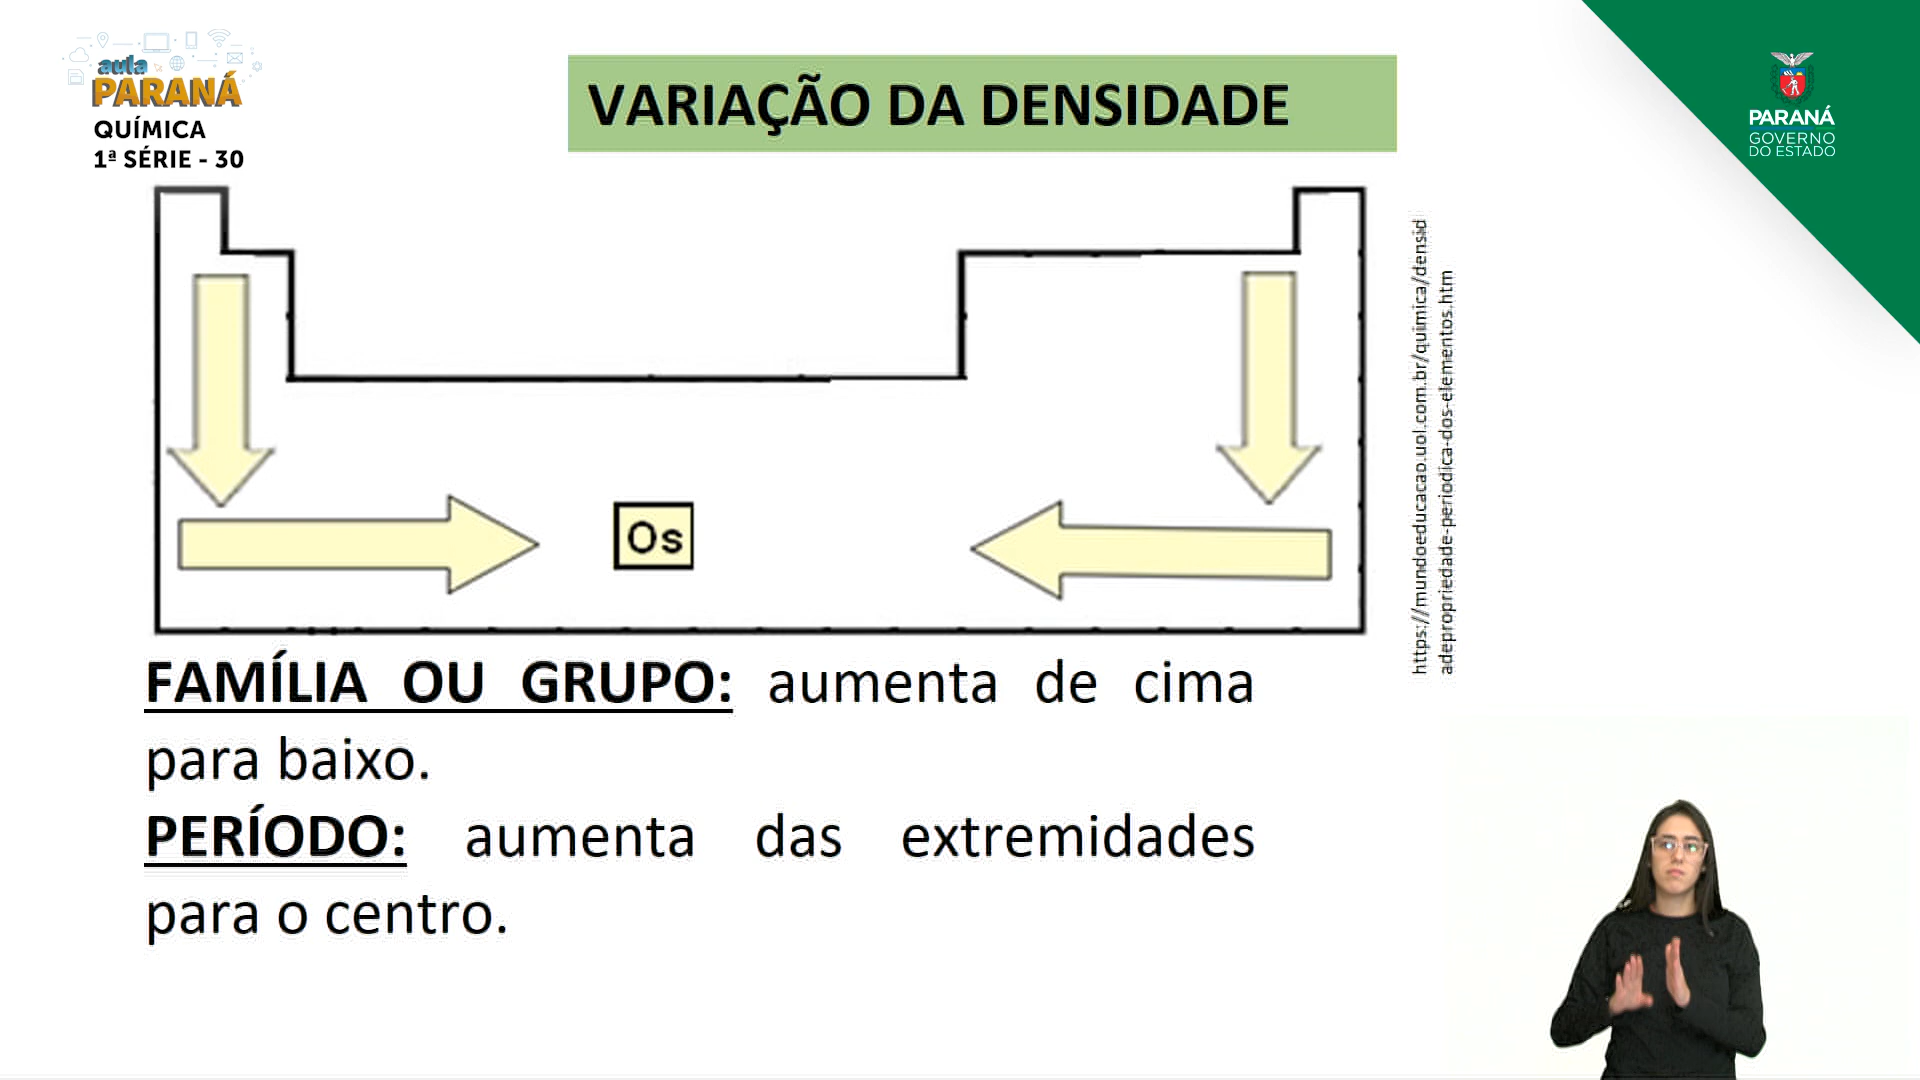 aula
PARANÁ
QUÍMICA
1ª SÉRIE - 30
VARIAÇÃO DA DENSIDADE
PARANÁ
GOVERNO
DO ESTADO
Os
https://mundoeducacao.uol.com.br/quimica/densid
adepropriedade-periodica-dos-elementos.htm
FAMÍLIA OU GRUPO: aumenta de cima
para baixo.
PERÍODO: aumenta das extremidades
para o centro.